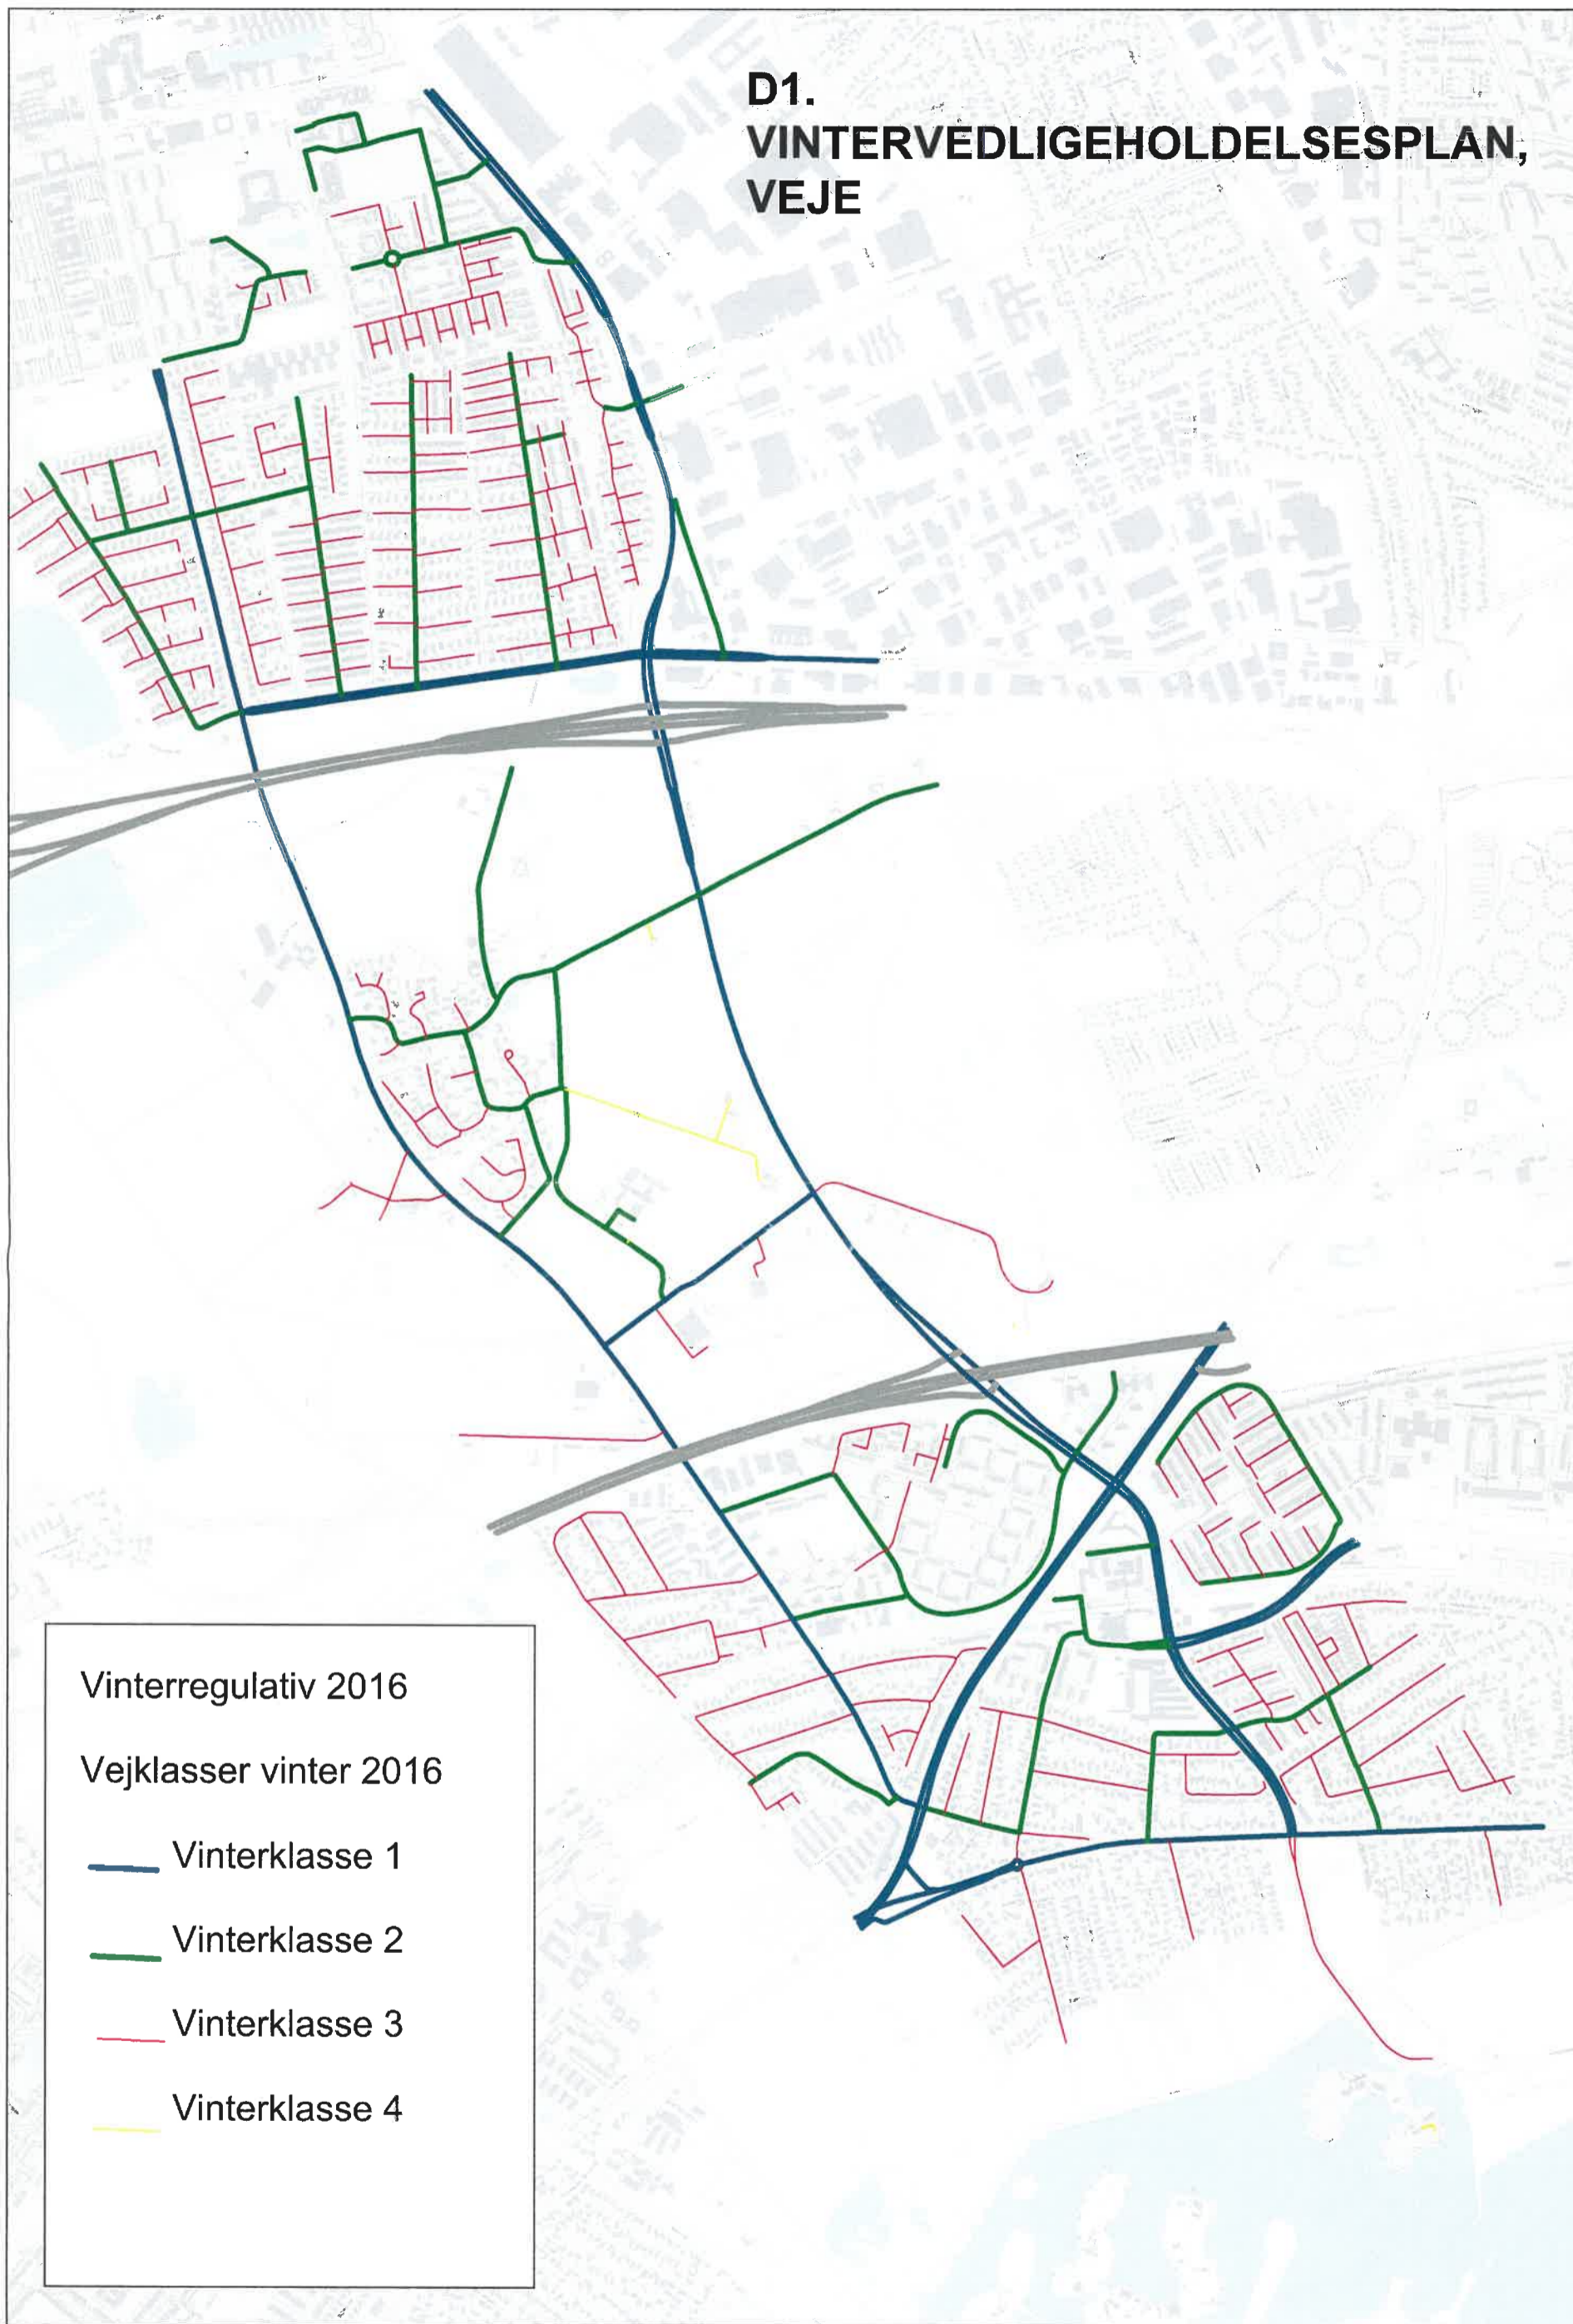 D1.
VINTERVEDLIGEHOLDELSESPLAN,
VEJE
Vinterregulativ 2016
Vejklasser vinter 2016
Vinterklasse 1
Vinterklasse 2
Vinterklasse 3
Vinterklasse 4